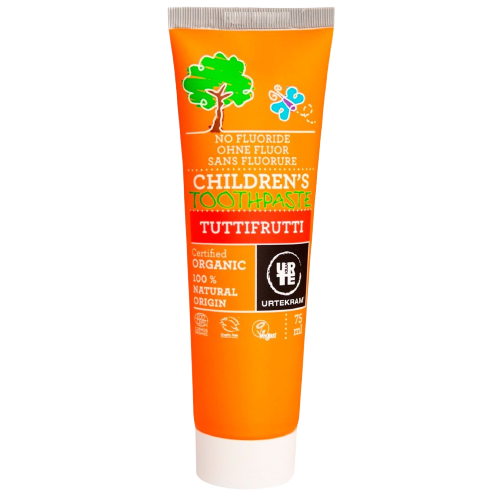 NO FLUORIDE
OHNE FLUOR
SANS FLUORURE
CHILDREN'S
TOOTHPASTE
TUTTIFRUTTI
Certified
ORGANIC
100 %
NATURAL
ORIGIN
URTE
URTEKRAM
Vegan
75
ml